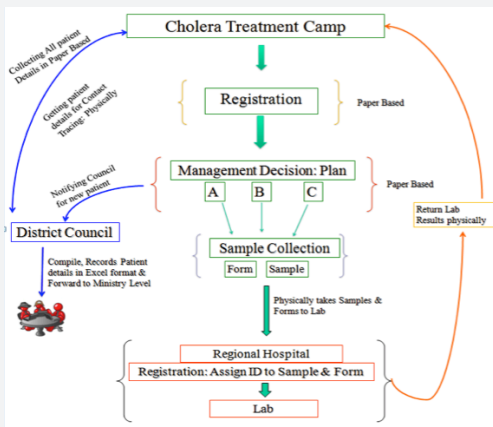 Cholera Treatment Camp
Collecting All patient
Details in Paper Based
Getting patient
details for Contact
Tracing: Physically
Registration
Paper Based
Notifying Council
for new patient
Management Decision: Plan
A B C
Paper Based
Return Lab
Results physically
District Council
Sample Collection
Form Sample
Compile, Records Patient
details in Excel format &
Forward to Ministry Level
Physically takes Samples &
Forms to Lab
Regional Hospital
Registration: Assign ID to Sample & Form
Lab